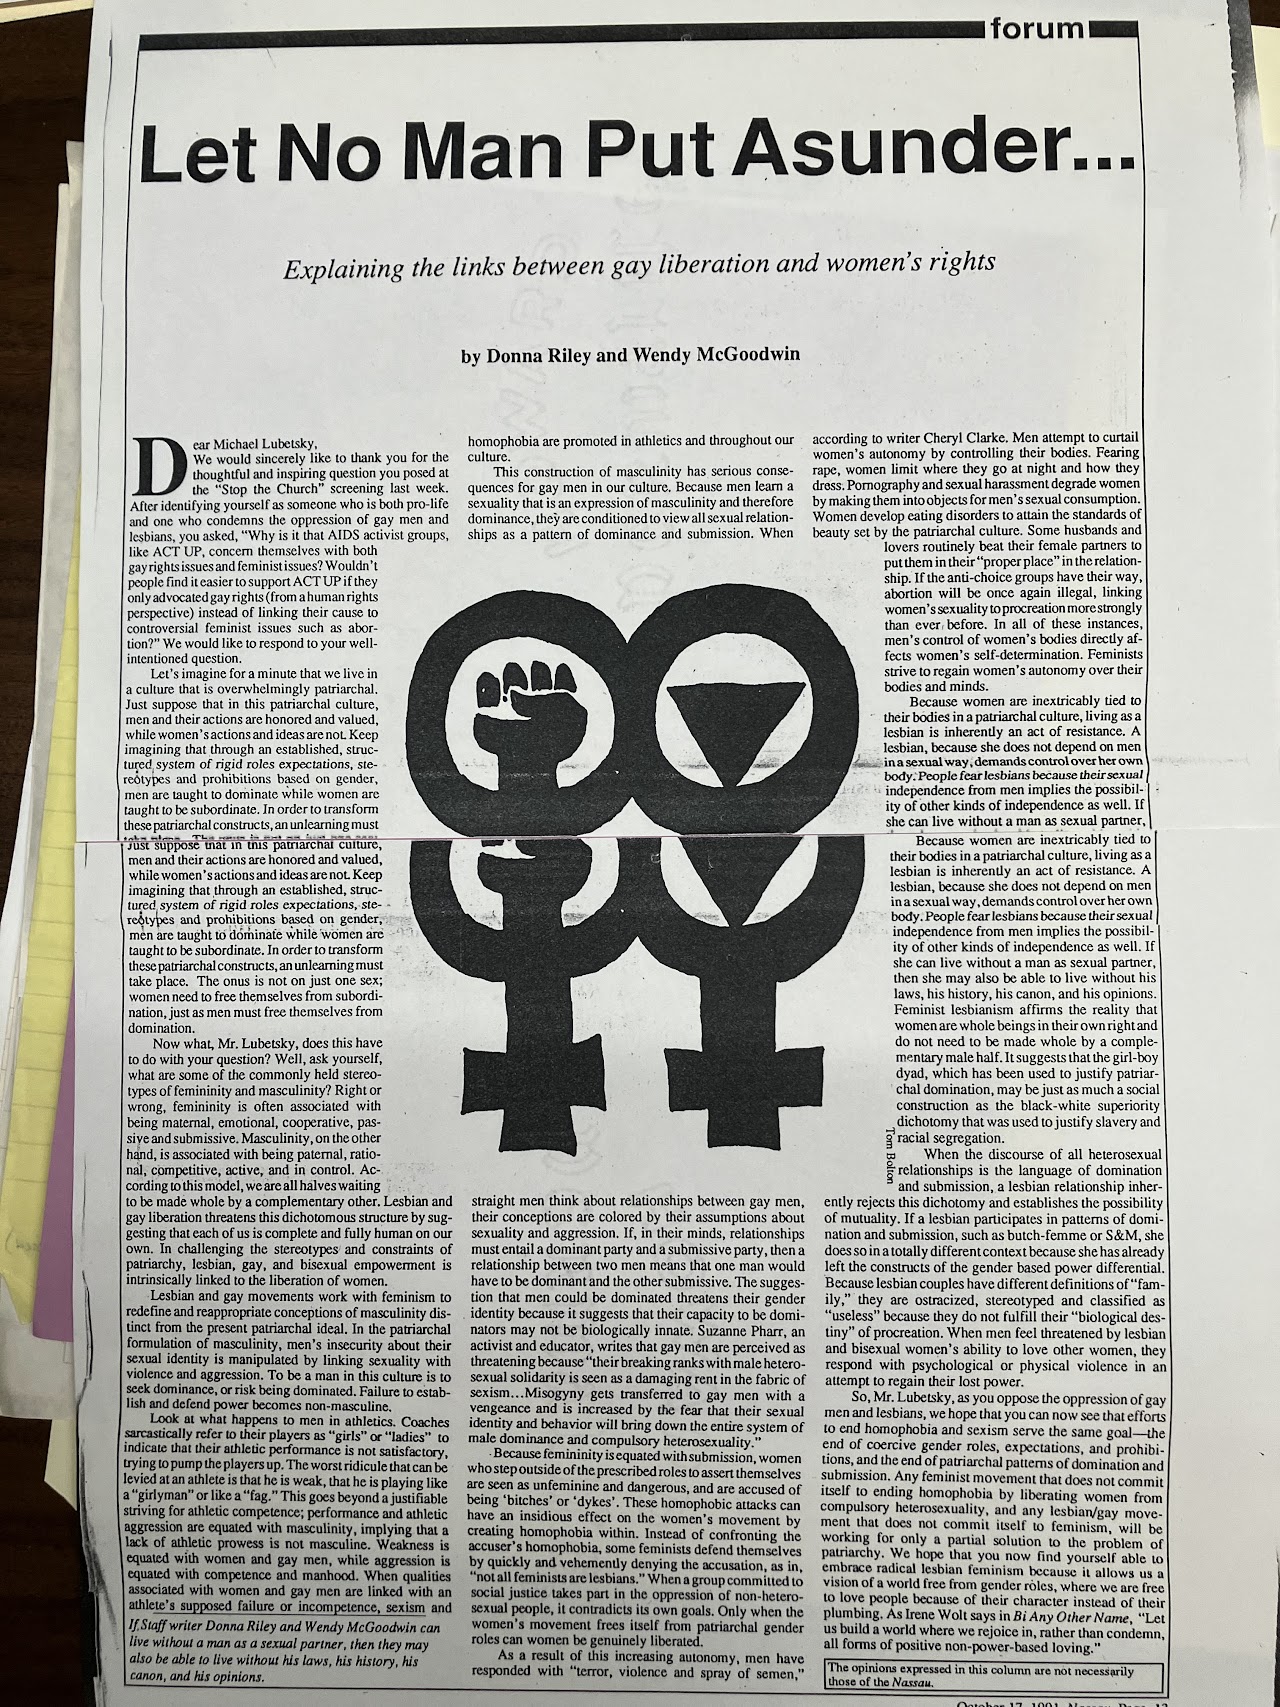 forum
Let No Man Put Asunder...
Explaining the links between gay liberation and women's rights
by Donna Riley and Wendy McGoodwin
Dear Michael Lubetsky,
We would sincerely like to thank you for the
thoughtful and inspiring question you posed at
the "Stop the Church" screening last week.
After identifying yourself as someone who is both pro-life
and one who condemns the oppression of gay men and
lesbians, you asked, "Why is it that AIDS activist groups,
like ACT UP, concern themselves with both
gay rights issues and feminist issues? Wouldn't
people find it easier to support ACT UP if they
only advocated gay rights (from a human rights
perspective) instead of linking their cause to
controversial feminist issues such as abor-
tion?" We would like to respond to your well-
intentioned question.
Let's imagine for a minute that we live in
a culture that is overwhelmingly patriarchal.
Just suppose that in this patriarchal culture,
men and their actions are honored and valued,
while women's actions and ideas are not. Keep
imagining that through an established, struc-
tured system of rigid roles expectations, ste-
reotypes and prohibitions based on gender,
men are taught to dominate while women are
taught to be subordinate. In order to transform
these patriarchal constructs, an unlearning must
Just suppose that in this patriarchal culture,
men and their actions are honored and valued,
while women's actions and ideas are not. Keep
imagining that through an established, struc-
tured system of rigid roles expectations, ste-
reotypes and prohibitions based on gender,
men are taught to dominate while women are
taught to be subordinate. In order to transform
these patriarchal constructs, an unlearning must
take place. The onus is not on just one sex;
women need to free themselves from subordi-
nation, just as men must free themselves from
domination.
Now what, Mr. Lubetsky, does this have
to do with your question? Well, ask yourself,
what are some of the commonly held stereo-
types of femininity and masculinity? Right or
wrong, femininity is often associated with
being maternal, emotional, cooperative, pas-
sive and submissive. Masculinity, on the other
hand, is associated with being paternal, ratio-
nal, competitive, active, and in control. Ac-
cording to this model, we are all halves waiting
to be made whole by a complementary other. Lesbian and
gay liberation threatens this dichotomous structure by sug-
gesting that each of us is complete and fully human on our
own. In challenging the stereotypes and constraints of
patriarchy, lesbian, gay, and bisexual empowerment is
intrinsically linked to the liberation of women.
Lesbian and gay movements work with feminism to
redefine and reappropriate conceptions of masculinity dis-
tinct from the present patriarchal ideal. In the patriarchal
formulation of masculinity, men's insecurity about their
sexual identity is manipulated by linking sexuality with
violence and aggression. To be a man in this culture is to
seek dominance, or risk being dominated. Failure to estab-
lish and defend power becomes non-masculine.
Look at what happens to men in athletics. Coaches
sarcastically refer to their players as "girls" or "ladies" to
indicate that their athletic performance is not satisfactory,
trying to pump the players up. The worst ridicule that can be
levied at an athlete is that he is weak, that he is playing like
a "girlyman" or like a "fag." This goes beyond a justifiable
striving for athletic competence; performance and athletic
aggression are equated with masculinity, implying that a
lack of athletic prowess is not masculine. Weakness is
equated with women and gay men, while aggression is
equated with competence and manhood. When qualities
associated with women and gay men are linked with an
athlete's supposed failure or incompetence, sexism and
If Staff writer Donna Riley and Wendy McGoodwin can
live without a man as a sexual partner, then they may
also be able to live without his laws, his history, his
canon, and his opinions.
homophobia are promoted in athletics and throughout our
culture.
This construction of masculinity has serious conse-
quences for gay men in our culture. Because men learn a
sexuality that is an expression of masculinity and therefore
dominance, they are conditioned to view all sexual relation-
ships as a pattern of dominance and submission. When
straight men think about relationships between gay men,
their conceptions are colored by their assumptions about
sexuality and aggression. If, in their minds, relationships
must entail a dominant party and a submissive party, then a
relationship between two men means that one man would
have to be dominant and the other submissive. The sugges-
tion that men could be dominated threatens their gender
identity because it suggests that their capacity to be domi-
nators may not be biologically innate. Suzanne Pharr, an
activist and educator, writes that gay men are perceived as
threatening because "their breaking ranks with male hetero-
sexual solidarity is seen as a damaging rent in the fabric of
sexism...Misogyny gets transferred to gay men with a
vengeance and is increased by the fear that their sexual
identity and behavior will bring down the entire system of
male dominance and compulsory heterosexuality."
Because femininity is equated with submission, women
who step outside of the prescribed roles to assert themselves
are seen as unfeminine and dangerous, and are accused of
being 'bitches' or 'dykes'. These homophobic attacks can
have an insidious effect on the women's movement by
creating homophobia within. Instead of confronting the
accuser's homophobia, some feminists defend themselves
by quickly and vehemently denying the accusation, as in,
"not all feminists are lesbians." When a group committed to
social justice takes part in the oppression of non-hetero-
sexual people, it contradicts its own goals. Only when the
women's movement frees itself from patriarchal gender
roles can women be genuinely liberated.
As a result of this increasing autonomy, men have
responded with "terror, violence and spray of semen,"
according to writer Cheryl Clarke. Men attempt to curtail
women's autonomy by controlling their bodies. Fearing
rape, women limit where they go at night and how they
dress. Pornography and sexual harassment degrade women
by making them into objects for men's sexual consumption.
Women develop eating disorders to attain the standards of
beauty set by the patriarchal culture. Some husbands and
lovers routinely beat their female partners to
put them in their "proper place" in the relation-
ship. If the anti-choice groups have their way,
abortion will be once again illegal, linking
women's sexuality to procreation more strongly
than ever before. In all of these instances,
men's control of women's bodies directly af-
fects women's self-determination. Feminists
strive to regain women's autonomy over their
bodies and minds.
Because women are inextricably tied to
their bodies in a patriarchal culture, living as a
lesbian is inherently an act of resistance. A
lesbian, because she does not depend on men
in a sexual way, demands control over her own
body. People fear lesbians because their sexual
independence from men implies the possibil-
ity of other kinds of independence as well. If
she can live without a man as sexual partner,
Because women are inextricably tied to
their bodies in a patriarchal culture, living as a
lesbian is inherently an act of resistance. A
lesbian, because she does not depend on men
in a sexual way, demands control over her own
body. People fear lesbians because their sexual
independence from men implies the possibil-
ity of other kinds of independence as well. If
she can live without a man as sexual partner,
then she may also be able to live without his
laws, his history, his canon, and his opinions.
Feminist lesbianism affirms the reality that
women are whole beings in their own right and
do not need to be made whole by a comple-
mentary male half. It suggests that the girl-boy
dyad, which has been used to justify patriar-
chal domination, may be just as much a social
construction as the black-white superiority
dichotomy that was used to justify slavery and
racial segregation.
Tom Bolton
When the discourse of all heterosexual
relationships is the language of domination
and submission, a lesbian relationship inher-
ently rejects this dichotomy and establishes the possibility
of mutuality. If a lesbian participates in patterns of domi-
nation and submission, such as butch-femme or S&M, she
does so in a totally different context because she has already
left the constructs of the gender based power differential.
Because lesbian couples have different definitions of "fam-
ily," they are ostracized, stereotyped and classified as
"useless" because they do not fulfill their "biological des-
tiny" of procreation. When men feel threatened by lesbian
and bisexual women's ability to love other women, they
respond with psychological or physical violence in an
attempt to regain their lost power.
So, Mr. Lubetsky, as you oppose the oppression of gay
men and lesbians, we hope that you can now see that efforts
to end homophobia and sexism serve the same goal—the
end of coercive gender roles, expectations, and prohibi-
tions, and the end of patriarchal patterns of domination and
submission. Any feminist movement that does not commit
itself to ending homophobia by liberating women from
compulsory heterosexuality, and any lesbian/gay move-
ment that does not commit itself to feminism, will be
working for only a partial solution to the problem of
patriarchy. We hope that you now find yourself able to
embrace radical lesbian feminism because it allows us a
vision of a world free from gender roles, where we are free
to love people because of their character instead of their
plumbing. As Irene Wolt says in Bi Any Other Name, "Let
us build a world where we rejoice in, rather than condemn,
all forms of positive non-power-based loving."
The opinions expressed in this column are not necessarily
those of the Nassau.